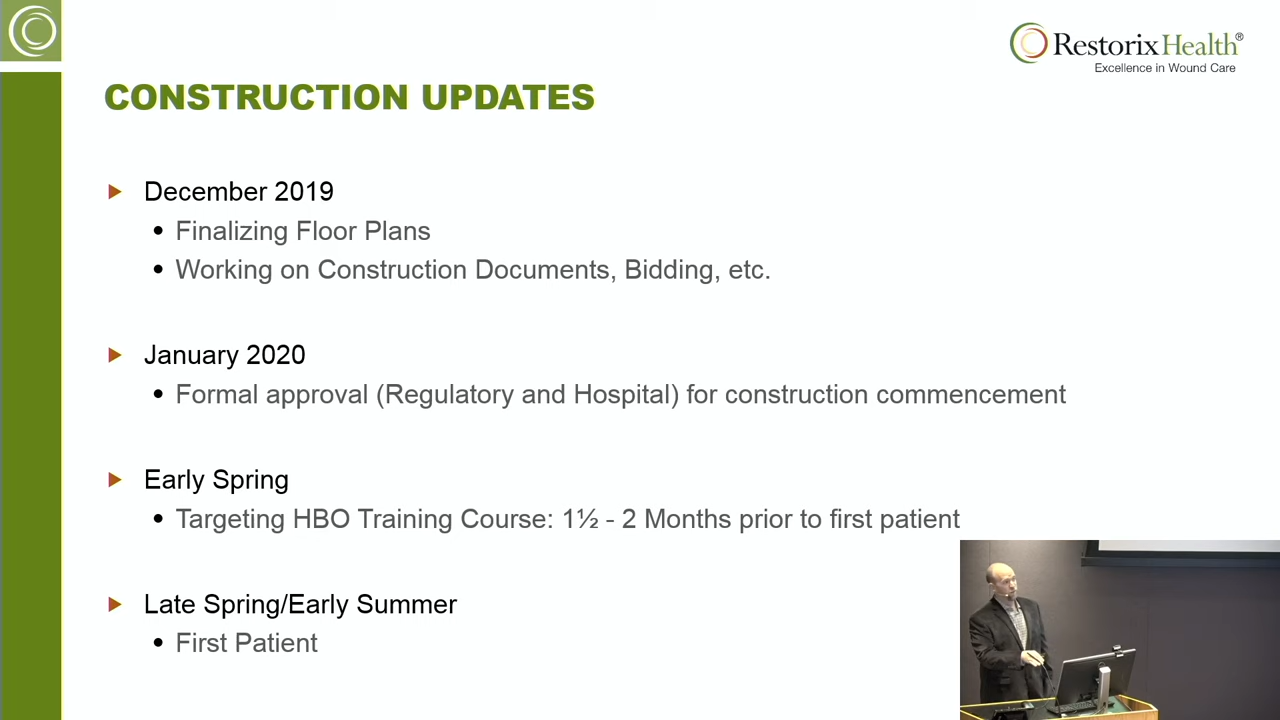 RestorixHealth®
Excellence in Wound Care
CONSTRUCTION UPDATES
December 2019
Finalizing Floor Plans
Working on Construction Documents, Bidding, etc.
January 2020
Formal approval (Regulatory and Hospital) for construction commencement
Early Spring
Targeting HBO Training Course: 1½ - 2 Months prior to first patient
Late Spring/Early Summer
First Patient